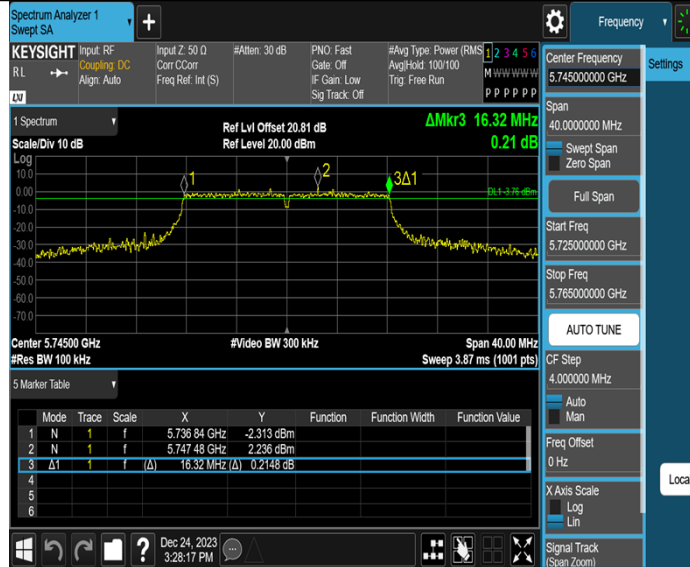 Spectrum Analyzer 1
Swept SA
+
Frequency
KEYSIGHT
RL
LXI
Input: RF
Coupling: DC
Align: Auto
Input Z: 50 Ω
Corr CCorr
Freq Ref: Int (S)
#Atten: 30 dB
PNO: Fast
Gate: Off
IF Gain: Low
Sig Track: Off
#Avg Type: Power (RMS
Avg|Hold: 100/100
Trig: Free Run
1 2 3 4 5 6
M W W W W W
P P P P P P
1 Spectrum
Scale/Div 10 dB
Ref Lvl Offset 20.81 dB
Ref Level 20.00 dBm
ΔMkr3 16.32 MHz
0.21 dB
Log
10.0
0.00
-10.0
-20.0
-30.0
-40.0
-50.0
-60.0
-70.0
1
2
3Δ1
DL1 -3.76 dBm
Center 5.74500 GHz
#Res BW 100 kHz
#Video BW 300 kHz
Span 40.00 MHz
Sweep 3.87 ms (1001 pts)
5 Marker Table
Mode Trace Scale X Y Function Function Width Function Value
1 N 1 f 5.736 84 GHz -2.313 dBm
2 N 1 f 5.747 48 GHz 2.236 dBm
3 Δ1 1 f (Δ) 16.32 MHz (Δ) 0.2148 dB
4
5
6
?
Dec 24, 2023
3:28:17 PM
Center Frequency
5.745000000 GHz
Span
40.0000000 MHz
Swept Span
Zero Span
Full Span
Start Freq
5.725000000 GHz
Stop Freq
5.765000000 GHz
AUTO TUNE
CF Step
4.000000 MHz
Auto
Man
Freq Offset
0 Hz
X Axis Scale
Log
Lin
Signal Track
(Span Zoom)
Settings
Loca